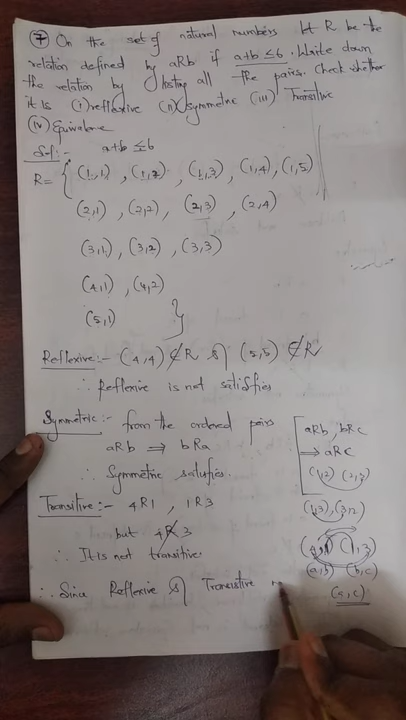 ⑦ On the set of natural numbers let R be the
relation defined by aRb if a+b ≤ 6. Write down
the relation by listing all the pairs. Check whether
it is (i) reflexive (ii) symmetric (iii) Transitive
(iv) Equivalence
Sol:- a+b ≤ 6
R = { (1,1), (1,2), (1,3), (1,4), (1,5)
(2,1), (2,2), (2,3), (2,4)
(3,1), (3,2), (3,3)
(4,1), (4,2)
(5,1) }
Reflexive:- (4,4) ∉ R & (5,5) ∉ R
∴ Reflexive is not satisfies
Symmetric:- from the ordered pairs
aRb ⟹ bRa
∴ Symmetric satisfies.
Transitive:- 4R1, 1R3
but 4R̸3
∴ It is not transitive.
∴ Since Reflexive & Transitive
aRb, bRc
⟹ aRc
(1,2) (2,3)
(1,3), (3,2)
(4,1) (1,3)
(a,b) (b,c)
(a,c)